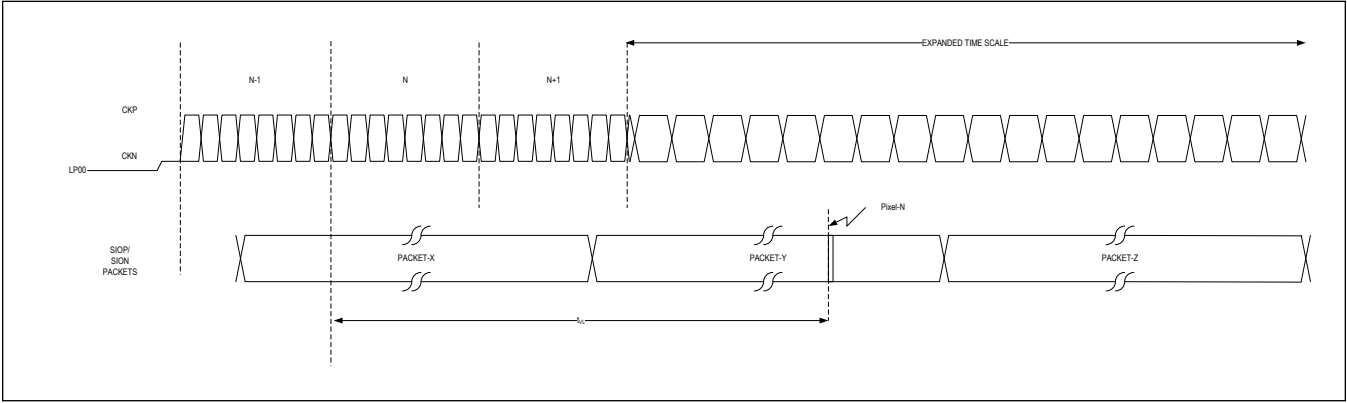 EXPANDED TIME SCALE
N-1 N N+1
CKP
CKN
LP00
Pixel-N
SIOP/
SION
PACKETS
PACKET-X PACKET-Y PACKET-Z